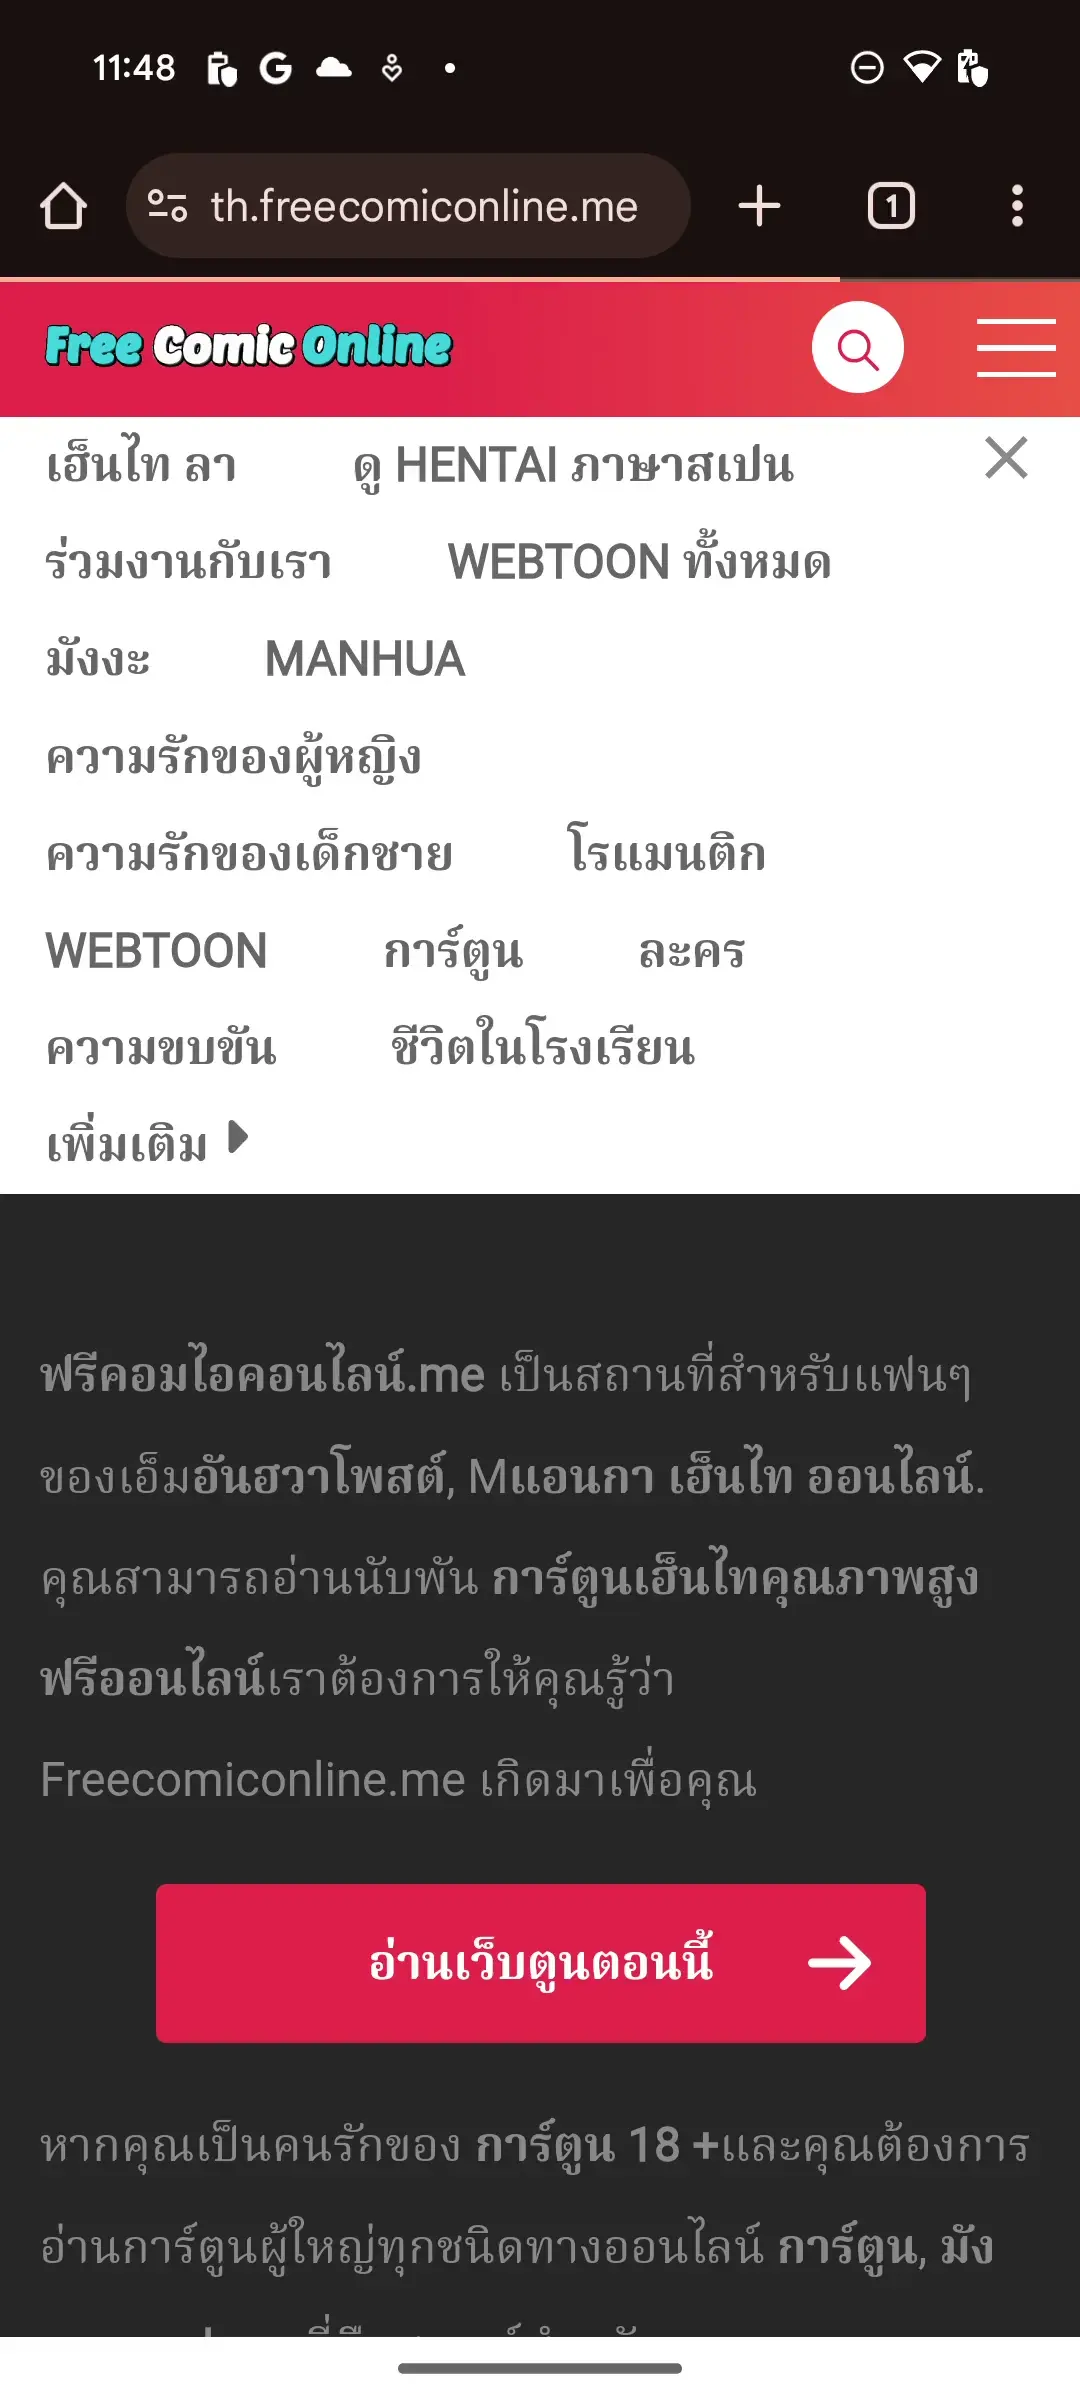 11:48
th.freecomiconline.me
1
Free Comic Online
เฮ็นไท ลา ดู HENTAI ภาษาสเปน
ร่วมงานกับเรา WEBTOON ทั้งหมด
มังงะ MANHUA
ความรักของผู้หญิง
ความรักของเด็กชาย โรแมนติก
WEBTOON การ์ตูน ละคร
ความขบขัน ชีวิตในโรงเรียน
เพิ่มเติม
ฟรีคอมไอคอนไลน์.me เป็นสถานที่สำหรับแฟนๆ
ของเอ็มอันฮวาโพสต์, Mแอนกา เฮ็นไท ออนไลน์.
คุณสามารถอ่านนับพัน การ์ตูนเฮ็นไทคุณภาพสูง
ฟรีออนไลน์เราต้องการให้คุณรู้ว่า
Freecomiconline.me เกิดมาเพื่อคุณ
อ่านเว็บตูนตอนนี้
หากคุณเป็นคนรักของ การ์ตูน 18 +และคุณต้องการ
อ่านการ์ตูนผู้ใหญ่ทุกชนิดทางออนไลน์ การ์ตูน, มัง